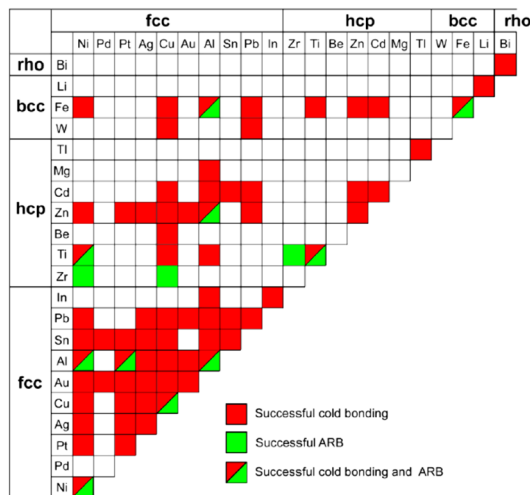 fcc hcp bcc rho
Ni Pd Pt Ag Cu Au Al Sn Pb In Zr Ti Be Zn Cd Mg Tl W Fe Li Bi
rho Bi
Li
bcc Fe
W
Tl
Mg
Cd
hcp Zn
Be
Ti
Zr
In
Pb
Sn
Al
fcc Au
Cu
Ag
Pt
Pd
Ni
Successful cold bonding
Successful ARB
Successful cold bonding and ARB